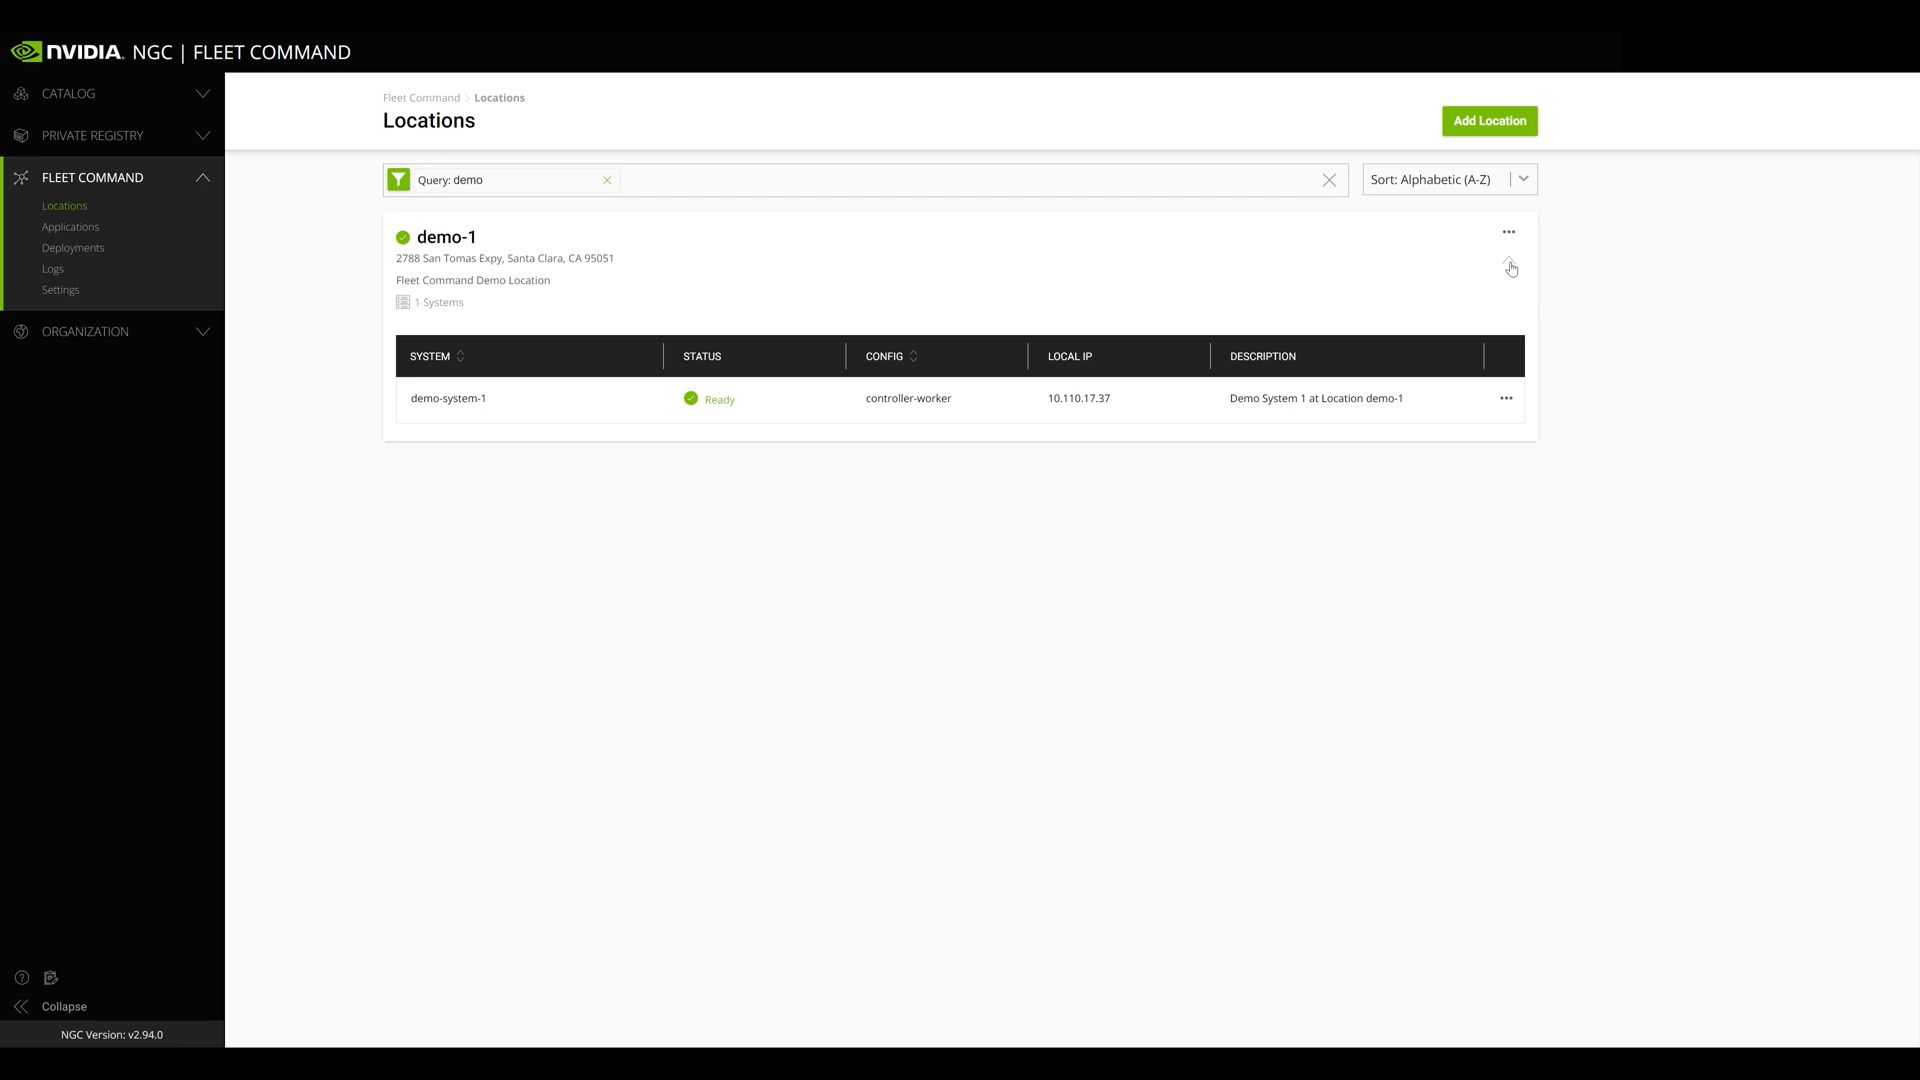 NVIDIA. NGC | FLEET COMMAND
CATALOG
PRIVATE REGISTRY
FLEET COMMAND
Locations
Applications
Deployments
Logs
Settings
ORGANIZATION
Collapse
NGC Version: v2.94.0
Fleet Command > Locations
Locations
Add Location
Query: demo
Sort: Alphabetic (A-Z)
demo-1
2788 San Tomas Expy, Santa Clara, CA 95051
Fleet Command Demo Location
1 Systems
SYSTEM STATUS CONFIG LOCAL IP DESCRIPTION
demo-system-1 Ready controller-worker 10.110.17.37 Demo System 1 at Location demo-1